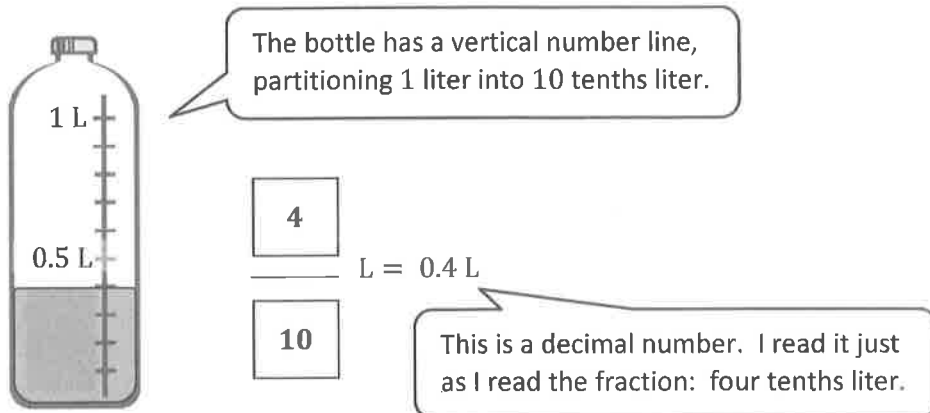 The bottle has a vertical number line,
partitioning 1 liter into 10 tenths liter.
1 L
0.5 L
4
10
L = 0.4 L
This is a decimal number.  I read it just
as I read the fraction:  four tenths liter.